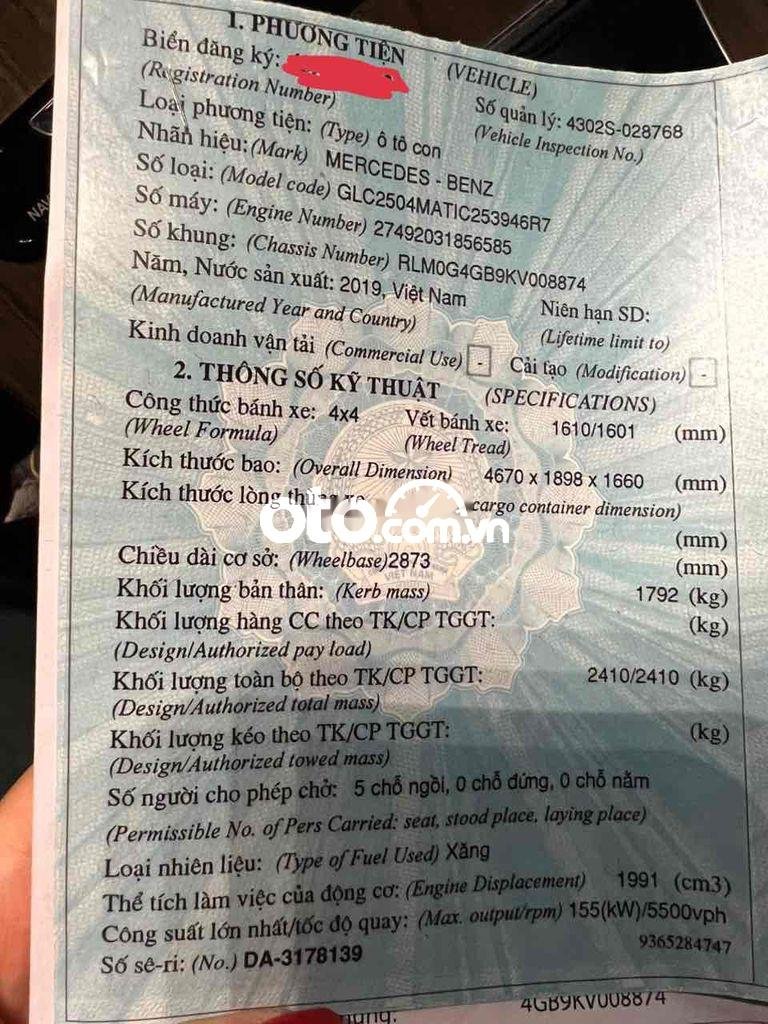 1. PHƯƠNG TIỆN (VEHICLE)
Biển đăng ký:
(Registration Number)
Số quản lý: 4302S-028768
(Vehicle Inspection No.)
Loại phương tiện: (Type) ô tô con
Nhãn hiệu: (Mark) MERCEDES - BENZ
Số loại: (Model code) GLC2504MATIC253946R7
Số máy: (Engine Number) 27492031856585
Số khung: (Chassis Number) RLM0G4GB9KV008874
Năm, Nước sản xuất: 2019, Việt Nam
(Manufactured Year and Country)
Niên hạn SD:
(Lifetime limit to)
Kinh doanh vận tải (Commercial Use) - Cải tạo (Modification) -
2. THÔNG SỐ KỸ THUẬT (SPECIFICATIONS)
Công thức bánh xe: 4x4 Vết bánh xe: 1610/1601 (mm)
(Wheel Formula) (Wheel Tread)
Kích thước bao: (Overall Dimension) 4670 x 1898 x 1660 (mm)
Kích thước lòng thùng xe cargo container dimension)
oto.com.vn
(mm)
Chiều dài cơ sở: (Wheelbase) 2873 (mm)
VIỆT NAM
Khối lượng bản thân: (Kerb mass) 1792 (kg)
Khối lượng hàng CC theo TK/CP TGGT: (kg)
(Design/Authorized pay load)
Khối lượng toàn bộ theo TK/CP TGGT: 2410/2410 (kg)
(Design/Authorized total mass)
Khối lượng kéo theo TK/CP TGGT: (kg)
(Design/Authorized towed mass)
Số người cho phép chở: 5 chỗ ngồi, 0 chỗ đứng, 0 chỗ nằm
(Permissible No. of Pers Carried: seat, stood place, laying place)
Loại nhiên liệu: (Type of Fuel Used) Xăng
Thể tích làm việc của động cơ: (Engine Displacement) 1991 (cm3)
Công suất lớn nhất/tốc độ quay: (Max. output/rpm) 155(kW)/5500vph
9365284747
Số sê-ri: (No.) DA-3178139
4GB9KV008874